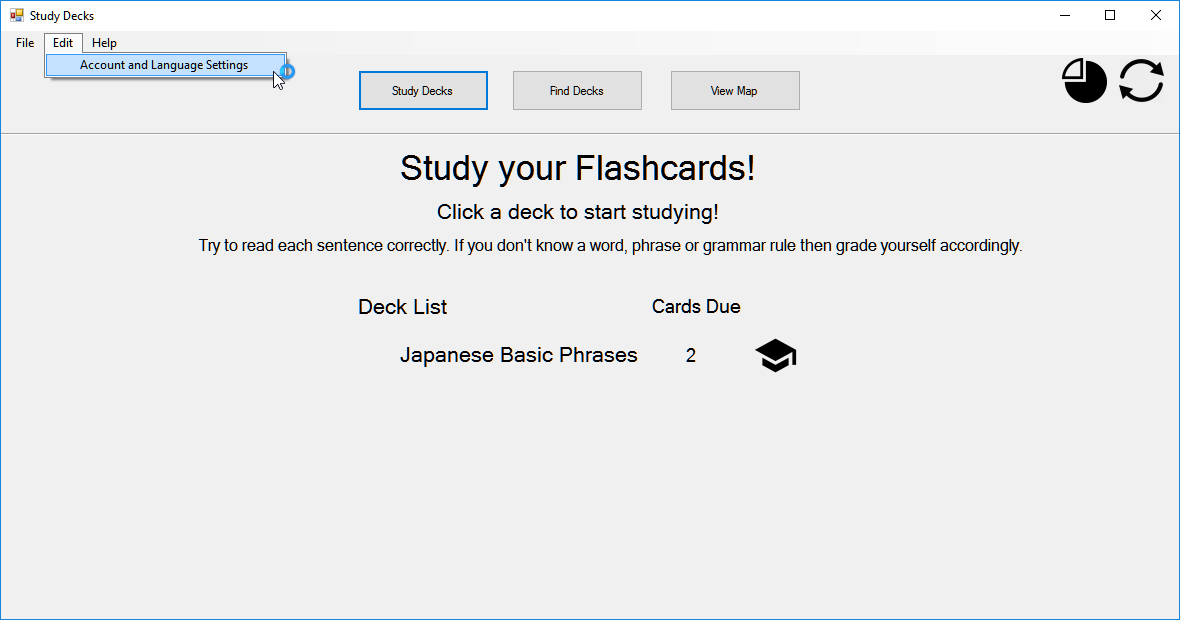 Study Decks
File Edit Help
Account and Language Settings
Study Decks Find Decks View Map
Study your Flashcards!
Click a deck to start studying!
Try to read each sentence correctly. If you don't know a word, phrase or grammar rule then grade yourself accordingly.
Deck List Cards Due
Japanese Basic Phrases 2